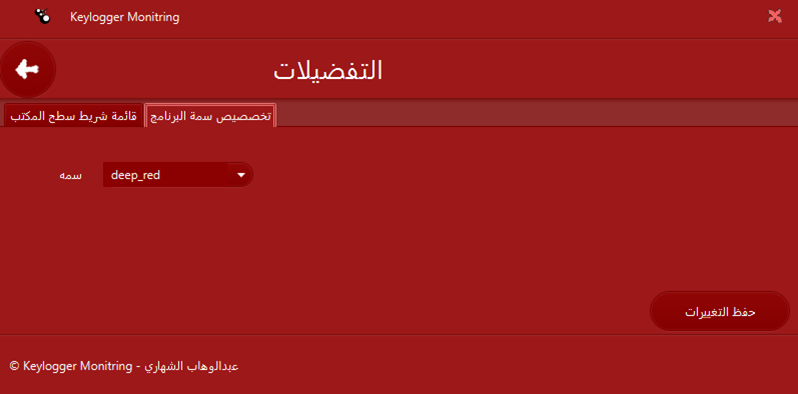 Keylogger Monitring
التفضيلات
قائمة شريط سطح المكتب
تخصصيص سمة البرنامج
سمه
deep_red
حفظ التغييرات
© Keylogger Monitring - عبدالوهاب الشهاري